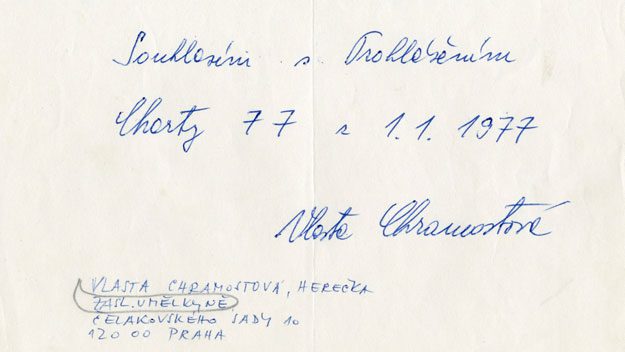 Souhlasím s Prohlášením
Charty 77 z 1.1. 1977
Vlasta Chramostová
VLASTA CHRAMOSTOVÁ, HEREČKA
ZASL. UMĚLKYNĚ
ČELAKOVSKÉHO SADY 10
120 00 PRAHA